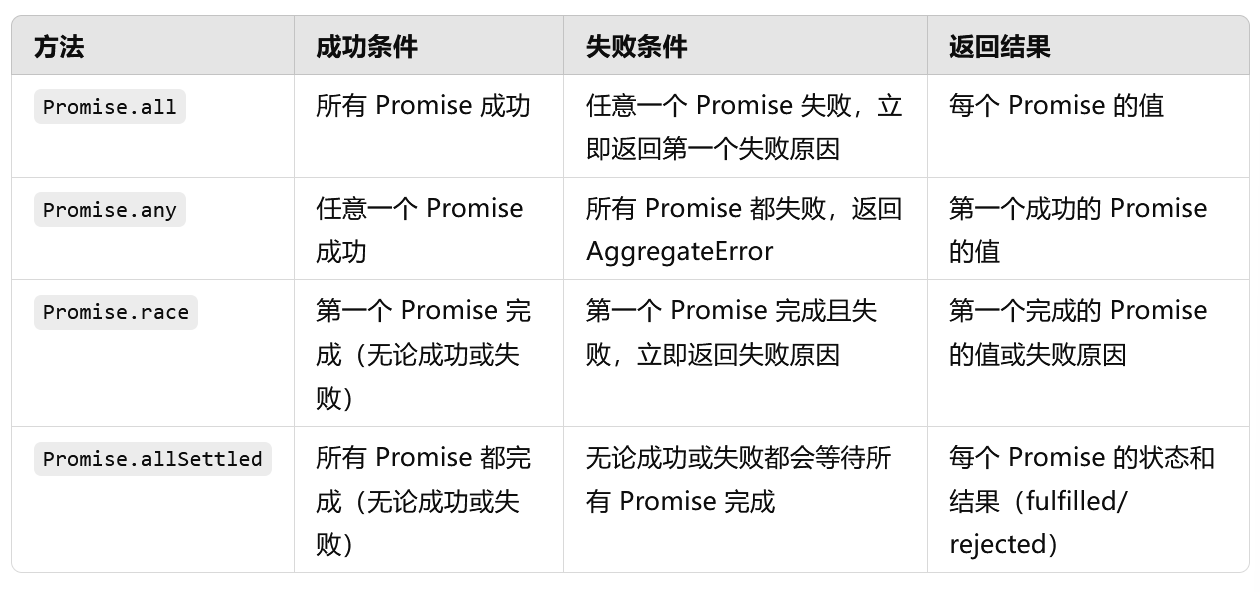 方法
成功条件
失败条件
返回结果
Promise.all
所有 Promise 成功
任意一个 Promise 失败，立
即返回第一个失败原因
每个 Promise 的值
Promise.any
任意一个 Promise
成功
所有 Promise 都失败，返回
AggregateError
第一个成功的 Promise
的值
Promise.race
第一个 Promise 完
成（无论成功或失
败）
第一个 Promise 完成且失
败，立即返回失败原因
第一个完成的 Promise
的值或失败原因
Promise.allSettled
所有 Promise 都完
成（无论成功或失
败）
无论成功或失败都会等待所
有 Promise 完成
每个 Promise 的状态和
结果（fulfilled/
rejected）